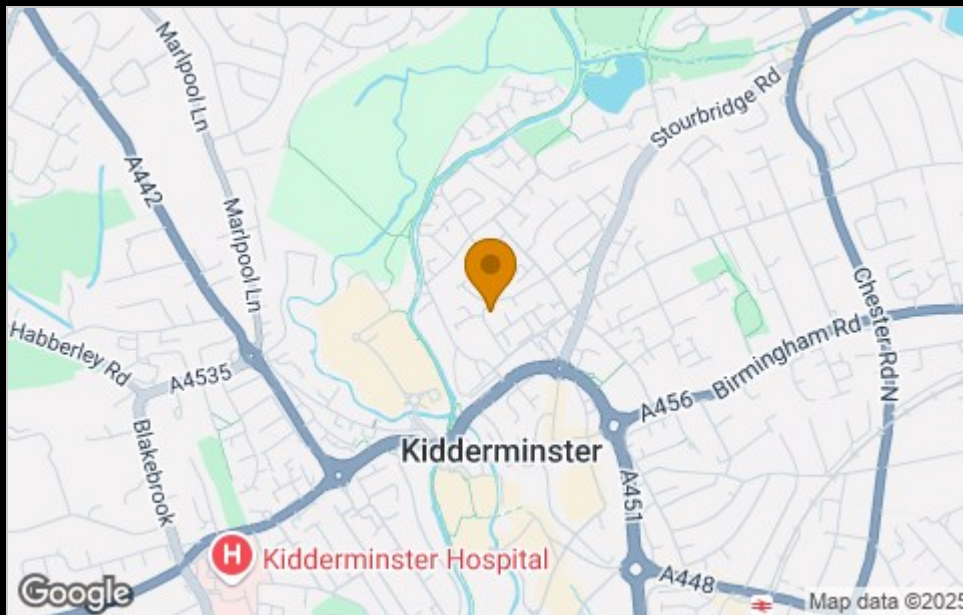 Marlpool Ln
A442
Marlpool Ln
Stourbridge Rd
Chester Rd N
Habberley Rd
A4535
Blakebrook
A456
Birmingham Rd
Kidderminster
A451
H
Kidderminster Hospital
A448
Google
Map data ©2025